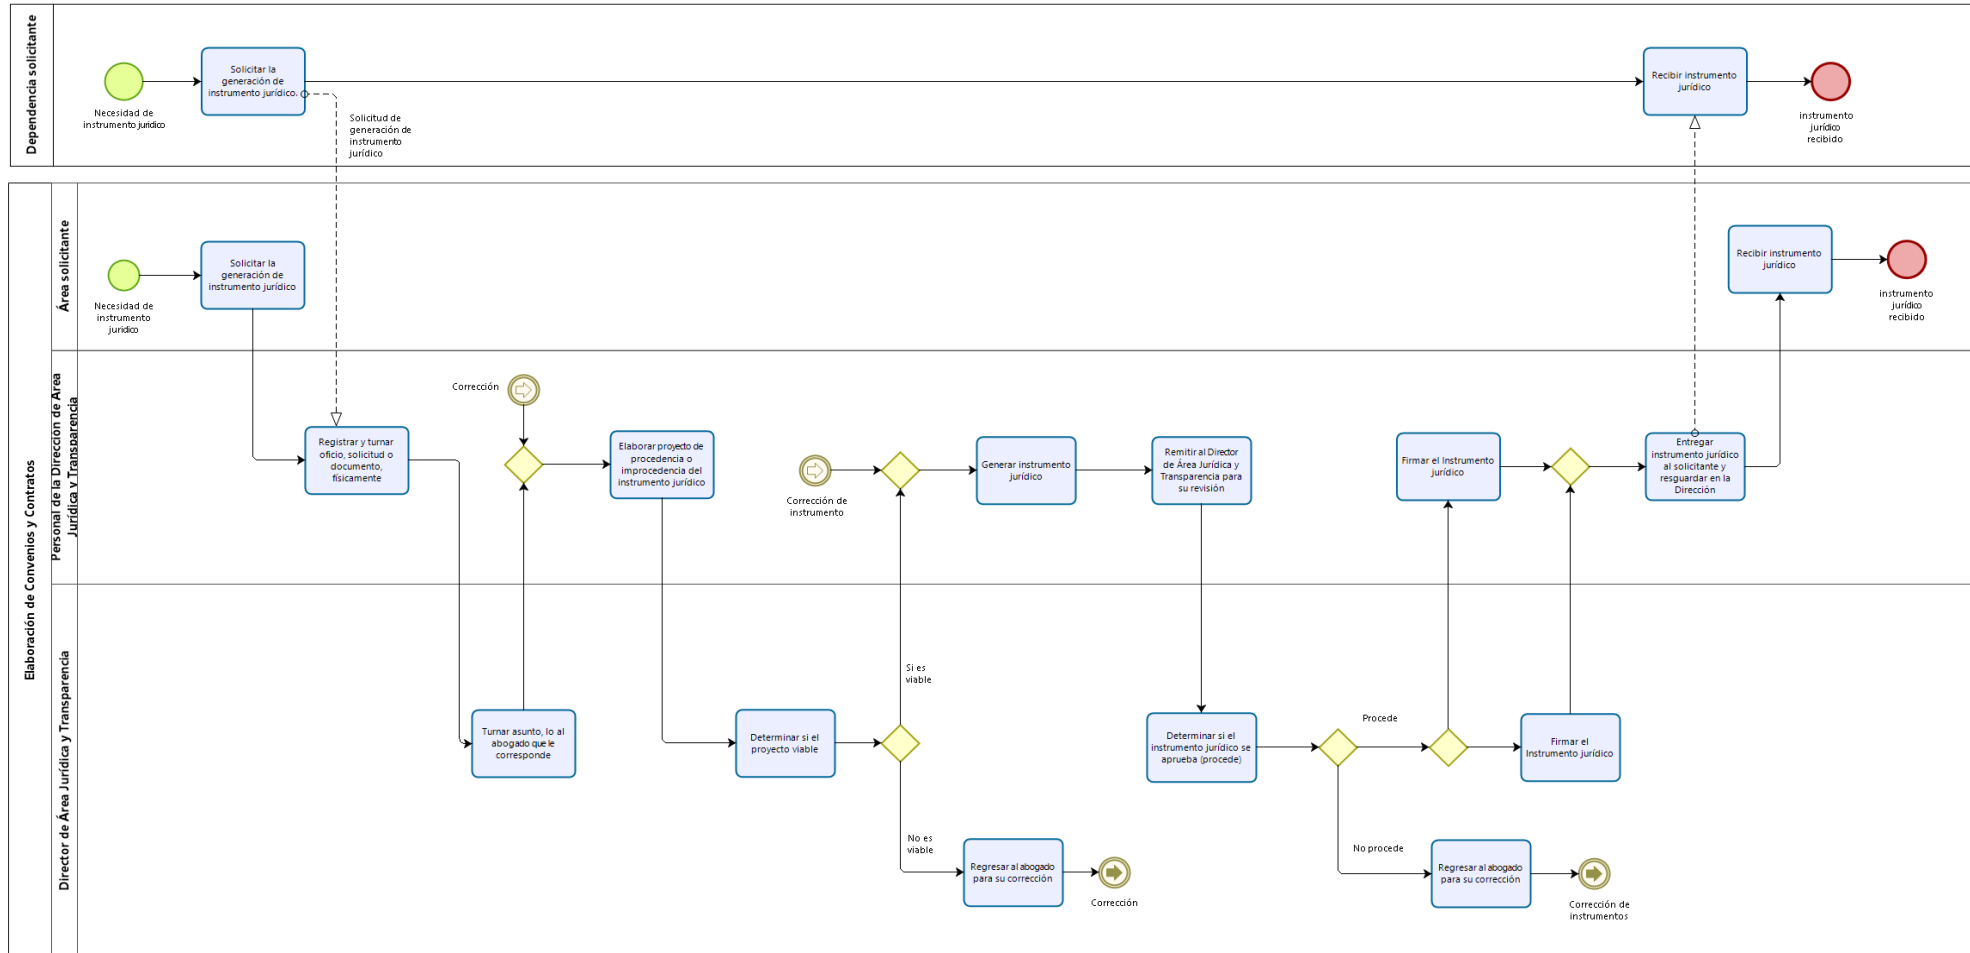 Dependencia solicitante
Necesidad de
instrumento juridico
Solicitar la
generación de
instrumento jurídico.
Solicitud de
generación de
instrumento
jurídico
Recibir instrumento
jurídico
instrumento
jurídico
recibido
Elaboración de Convenios y Contratos
Área solicitante
Necesidad de
instrumento
juridico
Solicitar la
generación de
instrumento jurídico
Recibir instrumento
jurídico
instrumento
jurídico
recibido
Personal de la Dirección de Area
Jurídica y Transparencia
Registrar y turnar
oficio, solicitud o
documento,
físicamente
Corrección
Elaborar proyecto de
procedencia o
improcedencia del
instrumento jurídico
Corrección de
instrumento
Generar instrumento
jurídico
Remitir al Director
de Área Jurídica y
Transparencia para
su revisión
Firmar el Instrumento
jurídico
Entregar
instrumento jurídico
al solicitante y
resguardar en la
Dirección
Director de Área Jurídica y Transparencia
Turnar asunto, lo al
abogado que le
corresponde
Determinar si el
proyecto viable
Si es
viable
No es
viable
Regresar al abogado
para su corrección
Corrección
Determinar si el
instrumento jurídico se
aprueba (procede)
Procede
No procede
Firmar el
Instrumento jurídico
Regresar al abogado
para su corrección
Corrección de
instrumentos